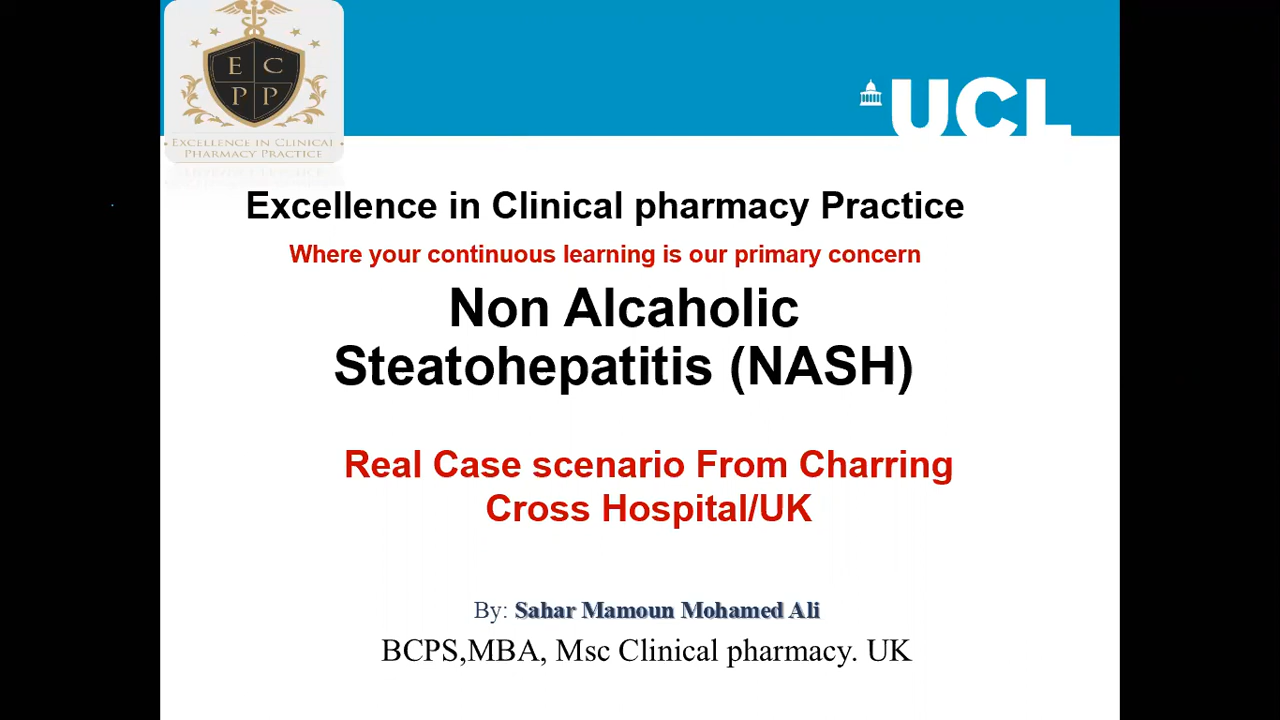 E C
P P
EXCELLENCE IN CLINICAL
PHARMACY PRACTICE
UCL
Excellence in Clinical pharmacy Practice
Where your continuous learning is our primary concern
Non Alcaholic
Steatohepatitis (NASH)
Real Case scenario From Charring
Cross Hospital/UK
By: Sahar Mamoun Mohamed Ali
BCPS,MBA, Msc Clinical pharmacy. UK